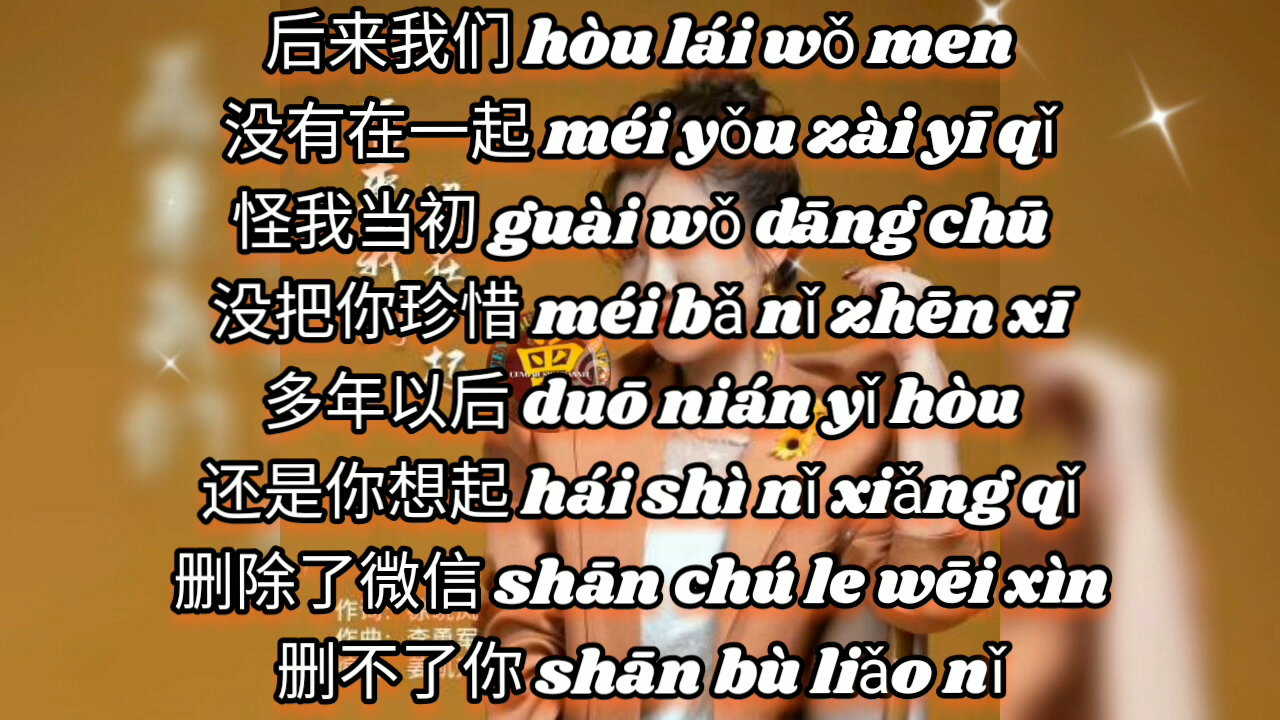 后来我们 hòu lái wǒ men
没有在一起 méi yǒu zài yī qǐ
怪我当初 guài wǒ dāng chū
没把你珍惜 méi bǎ nǐ zhēn xī
多年以后 duō nián yǐ hòu
还是你想起 hái shì nǐ xiǎng qǐ
删除了微信 shān chú le wēi xìn
删不了你 shān bù liǎo nǐ